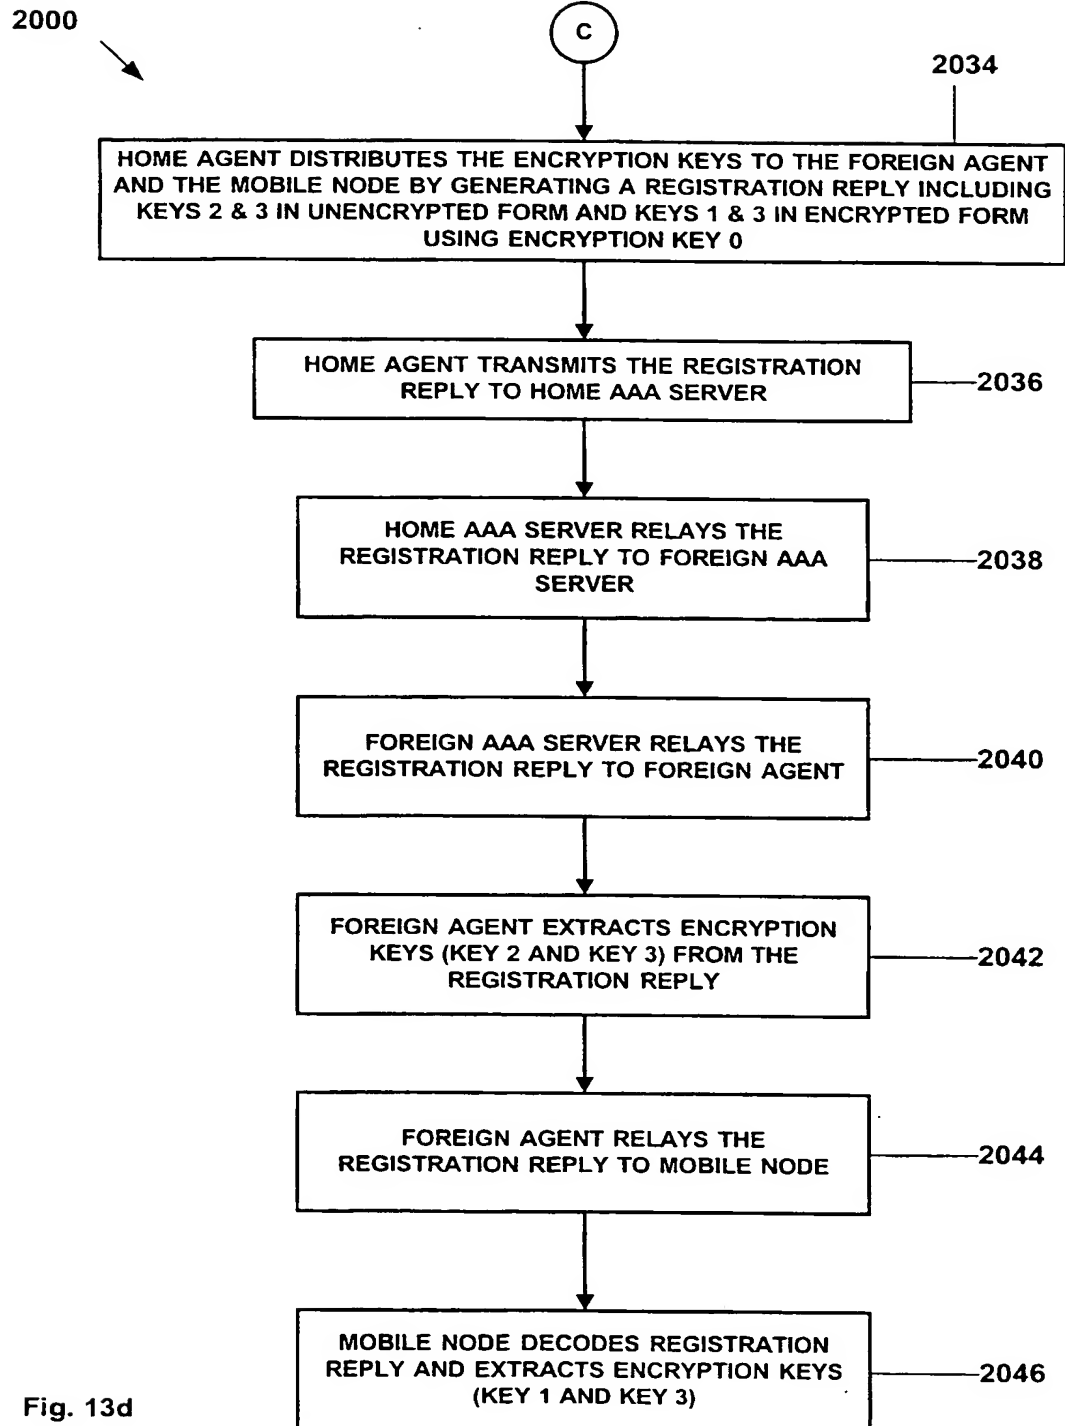 2000
C
2034
HOME AGENT DISTRIBUTES THE ENCRYPTION KEYS TO THE FOREIGN AGENT
AND THE MOBILE NODE BY GENERATING A REGISTRATION REPLY INCLUDING
KEYS 2 & 3 IN UNENCRYPTED FORM AND KEYS 1 & 3 IN ENCRYPTED FORM
USING ENCRYPTION KEY 0
HOME AGENT TRANSMITS THE REGISTRATION
REPLY TO HOME AAA SERVER
2036
HOME AAA SERVER RELAYS THE
REGISTRATION REPLY TO FOREIGN AAA
SERVER
2038
FOREIGN AAA SERVER RELAYS THE
REGISTRATION REPLY TO FOREIGN AGENT
2040
FOREIGN AGENT EXTRACTS ENCRYPTION
KEYS (KEY 2 AND KEY 3) FROM THE
REGISTRATION REPLY
2042
FOREIGN AGENT RELAYS THE
REGISTRATION REPLY TO MOBILE NODE
2044
MOBILE NODE DECODES REGISTRATION
REPLY AND EXTRACTS ENCRYPTION KEYS
(KEY 1 AND KEY 3)
2046
Fig. 13d